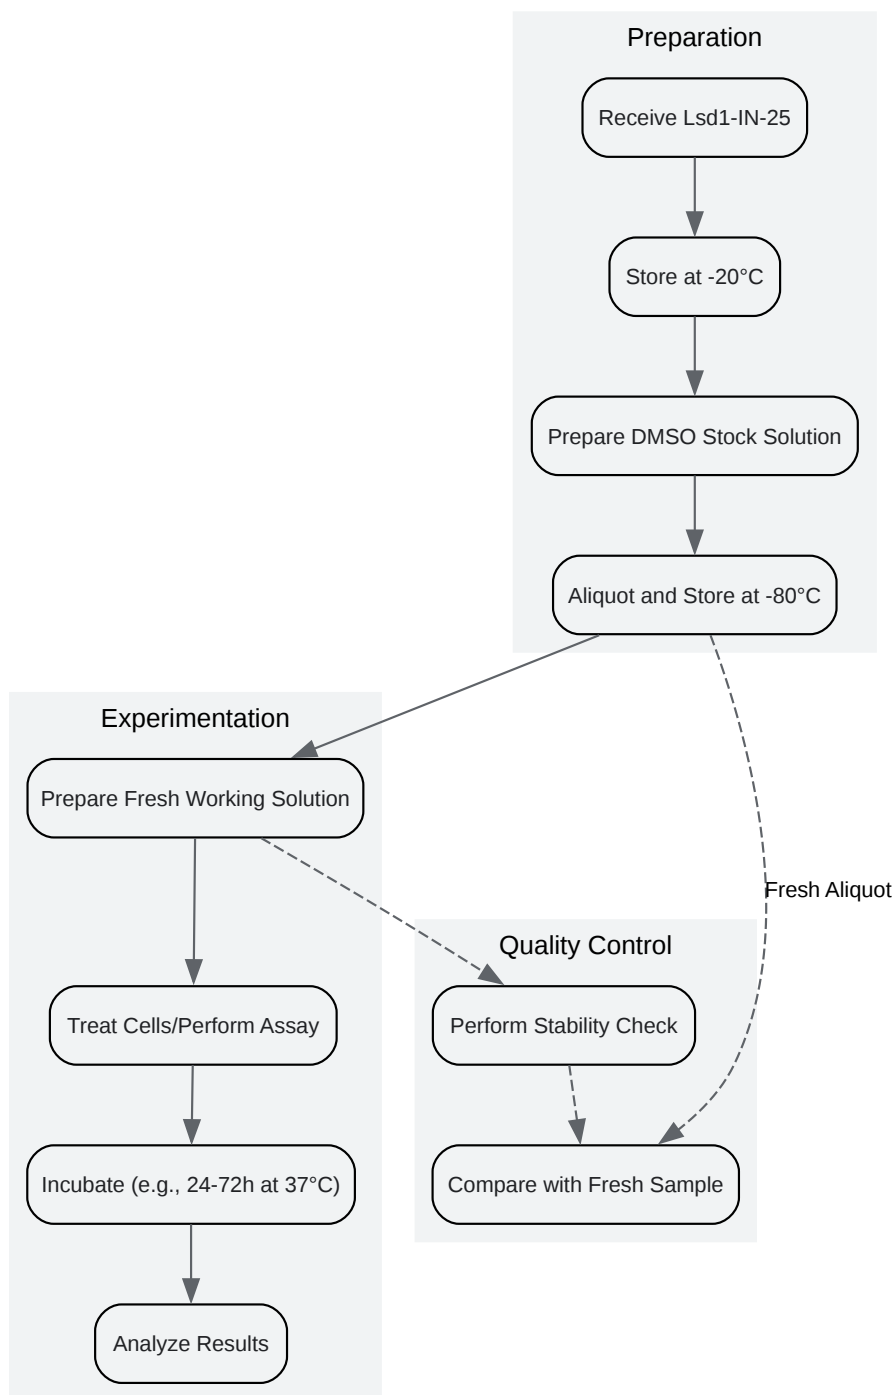 Preparation
Receive Lsd1-IN-25
Store at -20°C
Prepare DMSO Stock Solution
Aliquot and Store at -80°C
Experimentation
Prepare Fresh Working Solution
Fresh Aliquot
Quality Control
Treat Cells/Perform Assay
Perform Stability Check
Incubate (e.g., 24-72h at 37°C)
Compare with Fresh Sample
Analyze Results